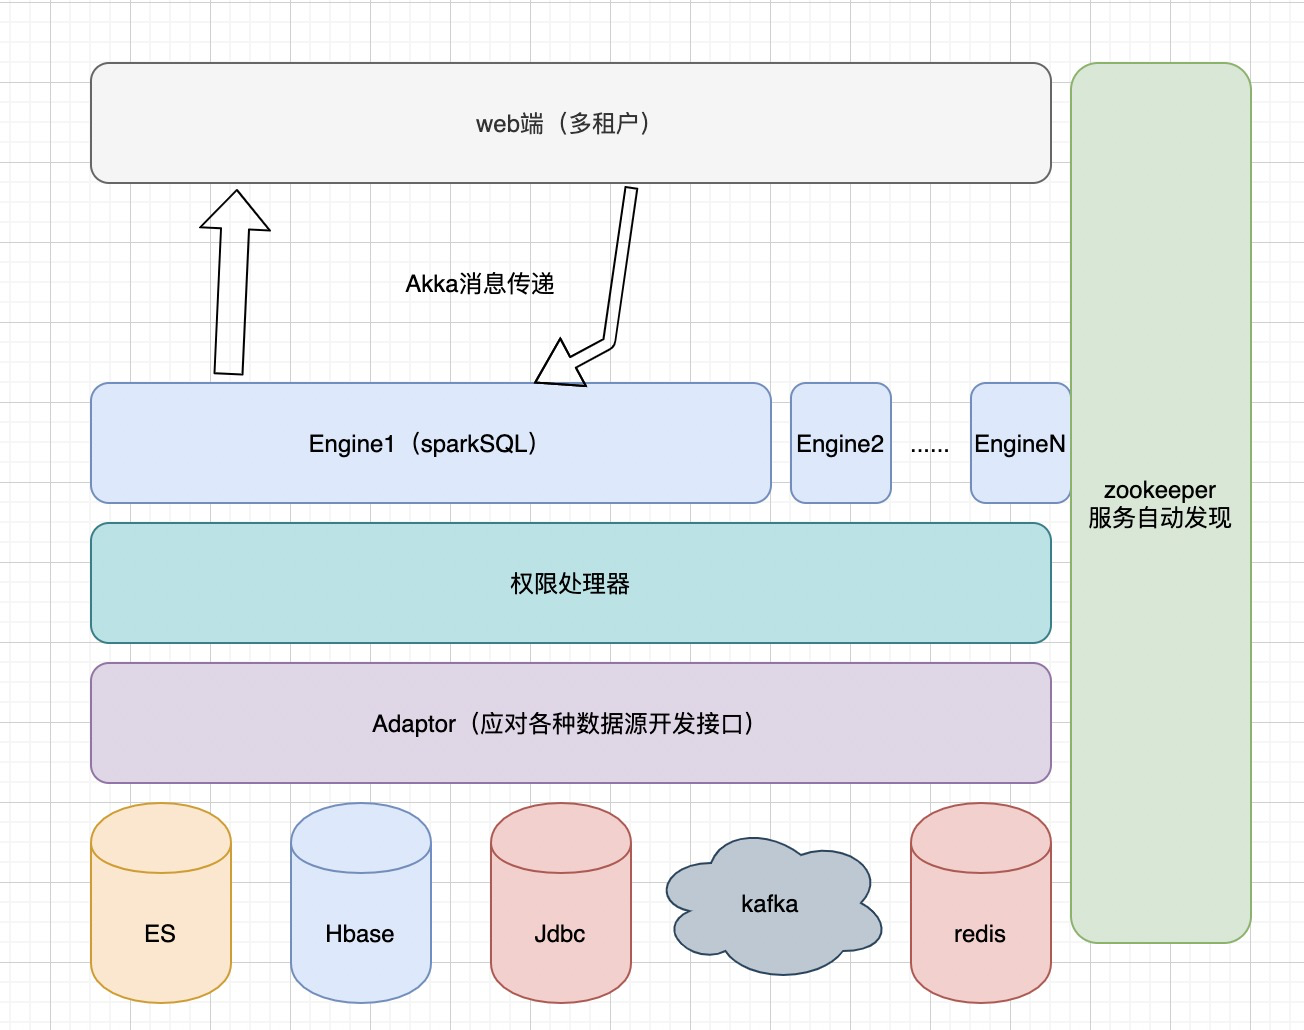 web端（多租户）
Akka消息传递
Engine1（sparkSQL）
Engine2
......
EngineN
zookeeper
服务自动发现
权限处理器
Adaptor（应对各种数据源开发接口）
ES
Hbase
Jdbc
kafka
redis